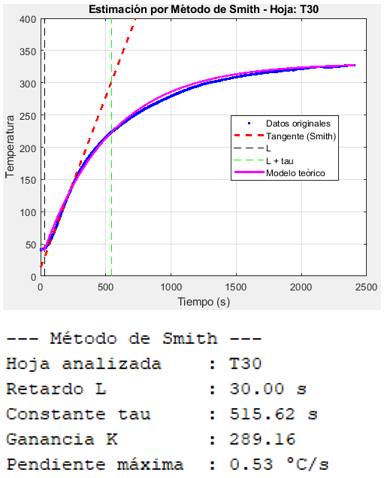 Estimación por Método de Smith - Hoja: T30
400
350
300
250
200
150
100
50
0
Temperatura
Datos originales
Tangente (Smith)
L
L + tau
Modelo teórico
0
500
1000
1500
2000
2500
Tiempo (s)
--- Método de Smith ---
Hoja analizada : T30
Retardo L : 30.00 s
Constante tau : 515.62 s
Ganancia K : 289.16
Pendiente máxima : 0.53 °C/s